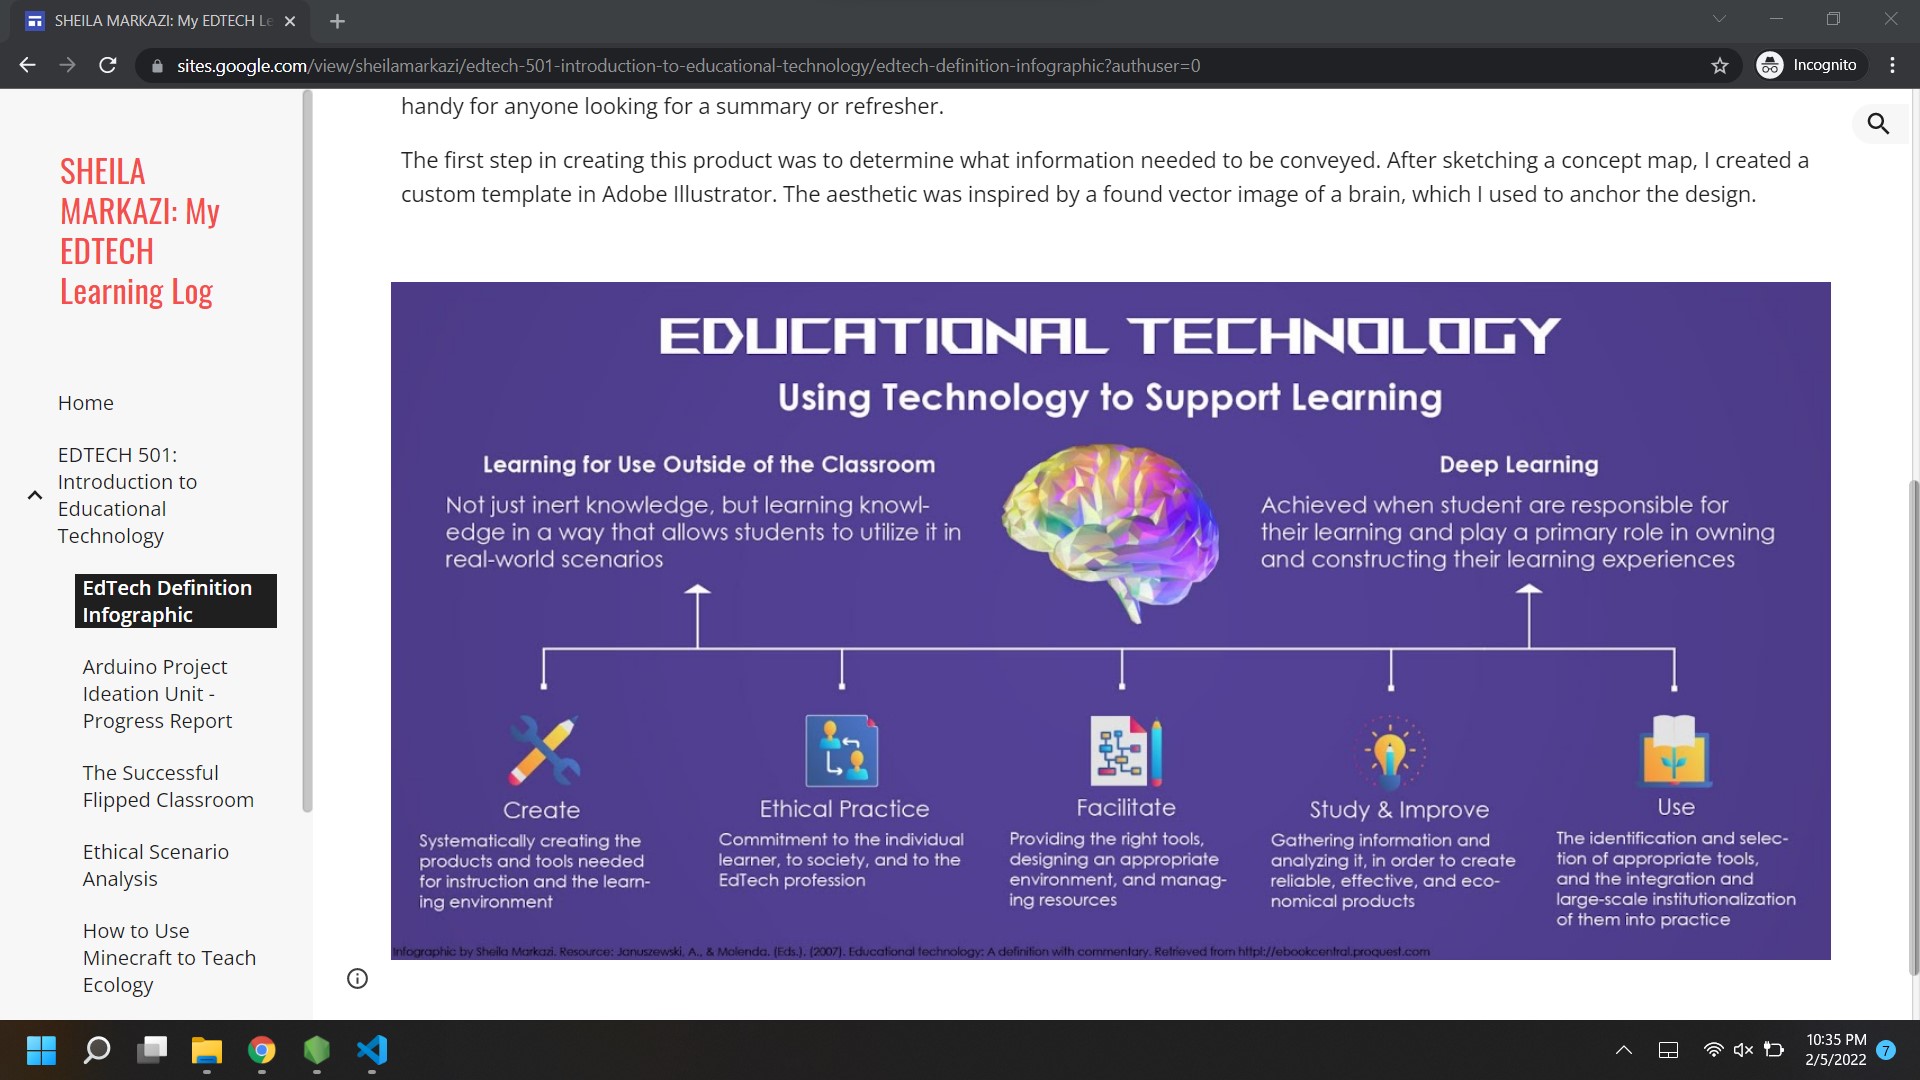 SHEILA MARKAZI: My EDTECH Le
sites.google.com/view/sheilamarkazi/edtech-501-introduction-to-educational-technology/edtech-definition-infographic?authuser=0
Incognito
SHEILA
MARKAZI: My
EDTECH
Learning Log
Home
EDTECH 501:
Introduction to
Educational
Technology
EdTech Definition
Infographic
Arduino Project
Ideation Unit -
Progress Report
The Successful
Flipped Classroom
Ethical Scenario
Analysis
How to Use
Minecraft to Teach
Ecology
handy for anyone looking for a summary or refresher.
The first step in creating this product was to determine what information needed to be conveyed. After sketching a concept map, I created a
custom template in Adobe Illustrator. The aesthetic was inspired by a found vector image of a brain, which I used to anchor the design.
EDUCATIONAL TECHNOLOGY
Using Technology to Support Learning
Learning for Use Outside of the Classroom
Not just inert knowledge, but learning knowl-
edge in a way that allows students to utilize it in
real-world scenarios
Deep Learning
Achieved when student are responsible for
their learning and play a primary role in owning
and constructing their learning experiences
Create
Systematically creating the
products and tools needed
for instruction and the learn-
ing environment
Ethical Practice
Commitment to the individual
learner, to society, and to the
EdTech profession
Facilitate
Providing the right tools,
designing an appropriate
environment, and manag-
ing resources
Study & Improve
Gathering information and
analyzing it, in order to create
reliable, effective, and eco-
nomical products
Use
The identification and selec-
tion of appropriate tools,
and the integration and
large-scale institutionalization
of them into practice
Infographic by Sheila Markazi. Resource: Januszewski, A., & Molenda. (Eds.). (2007). Educational technology: A definition with commentary. Retrieved from http://ebookcentral.proquest.com
10:35 PM
2/5/2022
7